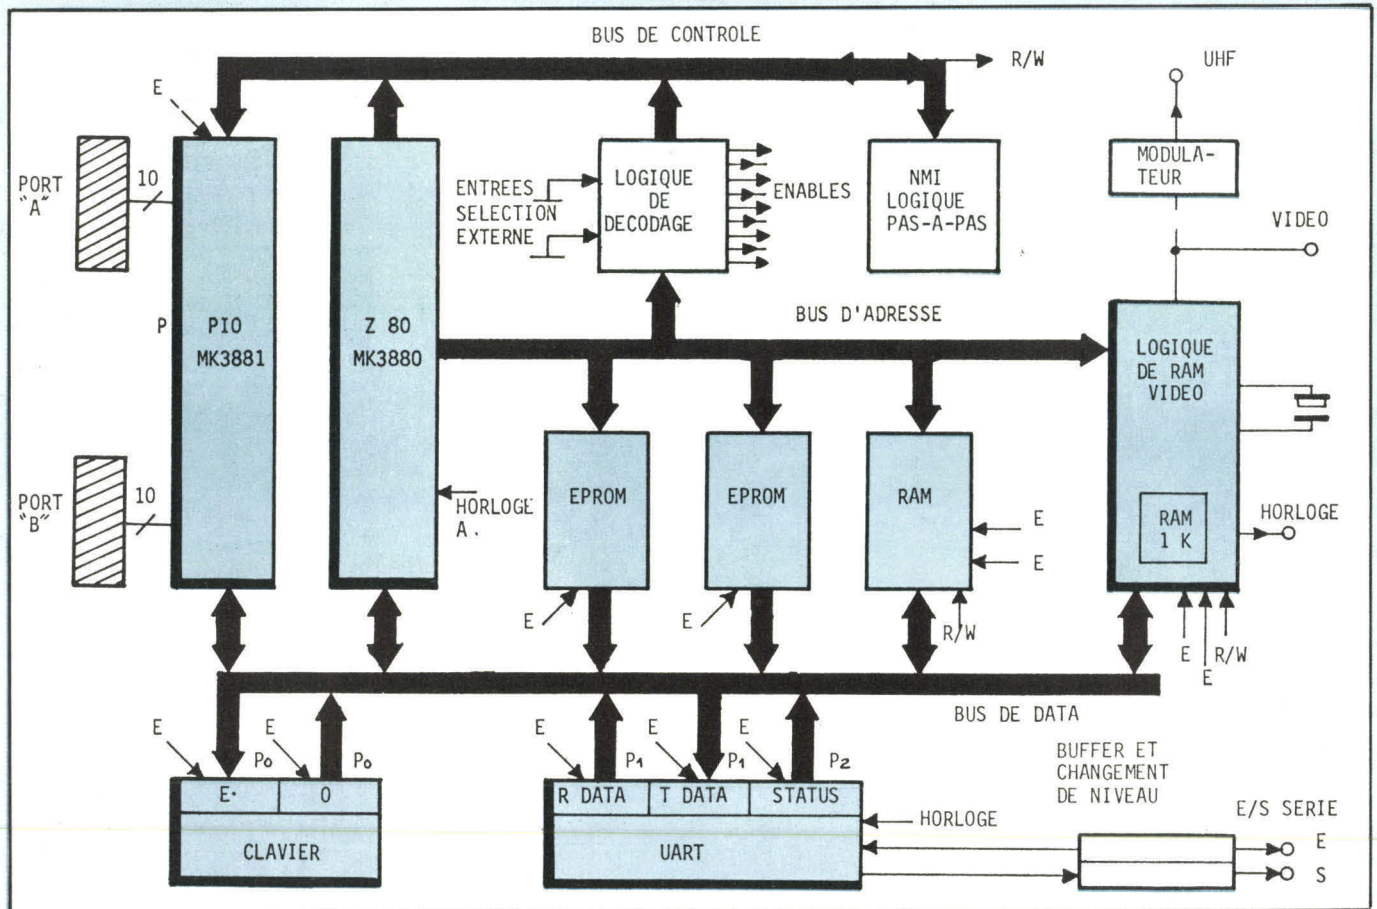 BUS DE CONTROLE
R/W
UHF
E
PORT
"A"
10
ENTREES
SELECTION
EXTERNE
LOGIQUE
DE
DECODAGE
ENABLES
NMI
LOGIQUE
PAS-A-PAS
MODULA-
TEUR
VIDEO
P
PIO
MK3881
Z 80
MK3880
BUS D'ADRESSE
LOGIQUE
DE RAM
VIDEO
PORT
"B"
10
HORLOGE
A.
EPROM
EPROM
RAM
E
E
RAM
1 K
HORLOGE
E
E
R/W
E
E
R/W
BUS DE DATA
E
P0
E
P0
E
P1
E
P1
E
P2
BUFFER ET
CHANGEMENT
DE NIVEAU
E·
O
R DATA
T DATA
STATUS
CLAVIER
UART
HORLOGE
E/S SERIE
E
S